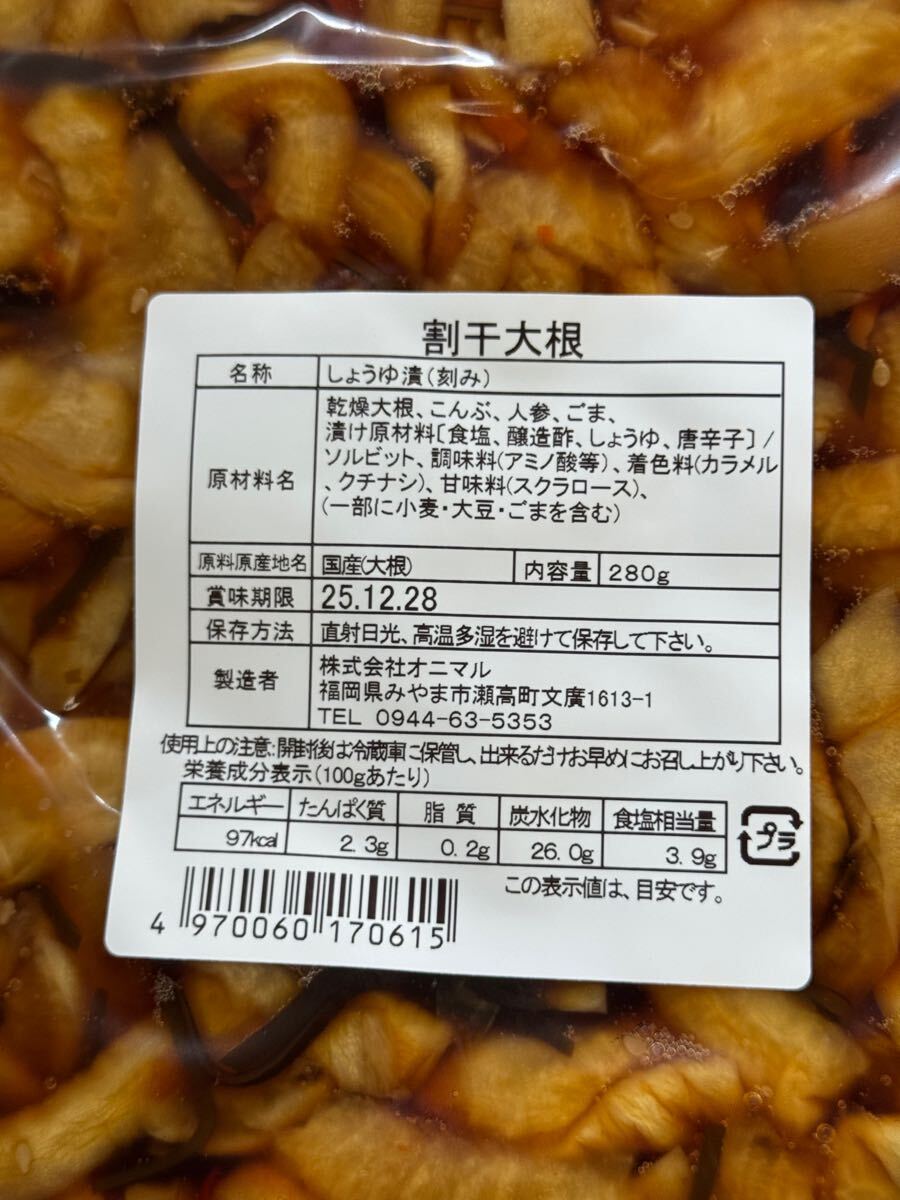 割干大根
名称 しょうゆ漬(刻み)
原材料名 乾燥大根、こんぶ、人参、ごま、
漬け原材料[食塩、醸造酢、しょうゆ、唐辛子]/
ソルビット、調味料(アミノ酸等)、着色料(カラメル
、クチナシ)、甘味料(スクラロース)、
(一部に小麦・大豆・ごまを含む)
原料原産地名 国産(大根) 内容量 280g
賞味期限 25.12.28
保存方法 直射日光、高温多湿を避けて保存して下さい。
製造者 株式会社オニマル
福岡県みやま市瀬高町文廣1613-1
TEL 0944-63-5353
使用上の注意:開封後は冷蔵庫に保管し、出来るだけお早めにお召し上がり下さい。
栄養成分表示(100gあたり)
エネルギー たんぱく質 脂質 炭水化物 食塩相当量
97kcal 2.3g 0.2g 26.0g 3.9g
プラ
この表示値は、目安です。
4 970060 170615